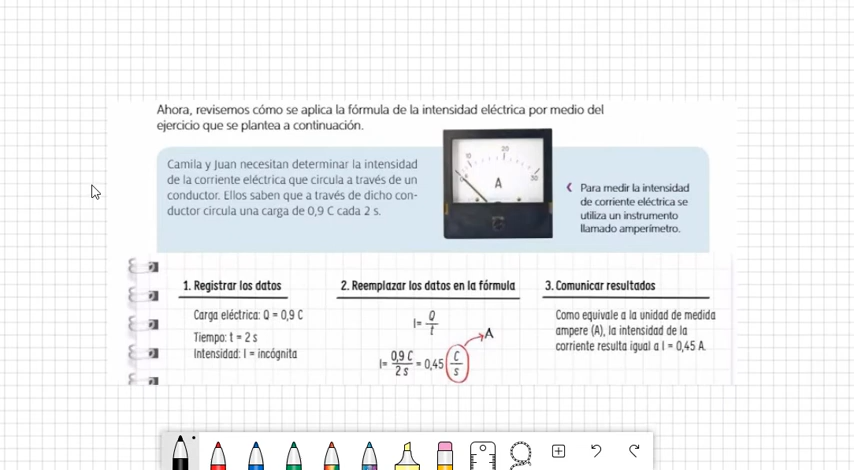 Ahora, revisemos cómo se aplica la fórmula de la intensidad eléctrica por medio del
ejercicio que se plantea a continuación.
Camila y Juan necesitan determinar la intensidad
de la corriente eléctrica que circula a través de un
conductor. Ellos saben que a través de dicho con-
ductor circula una carga de 0,9 C cada 2 s.
0 10 20 30
A
Para medir la intensidad
de corriente eléctrica se
utiliza un instrumento
llamado amperímetro.
1. Registrar los datos
Carga eléctrica: Q = 0,9 C
Tiempo: t = 2 s
Intensidad: I = incógnita
2. Reemplazar los datos en la fórmula
I= Q/t
A
I= 0,9 C/2 s = 0,45 C/s
3. Comunicar resultados
Como equivale a la unidad de medida
ampere (A), la intensidad de la
corriente resulta igual a I = 0,45 A.